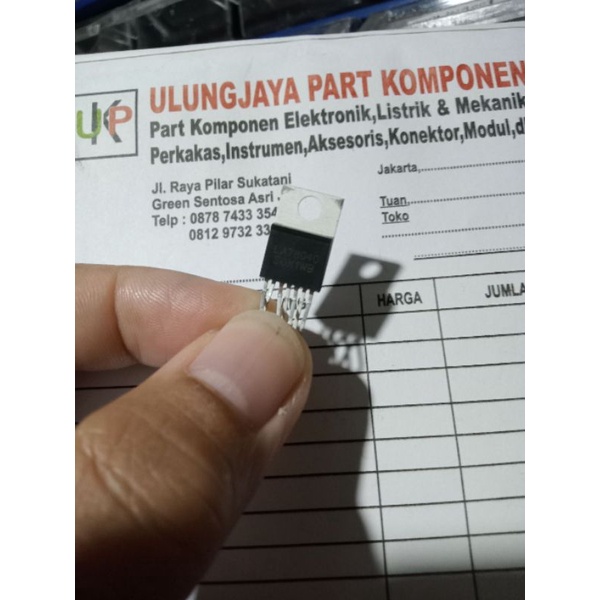 UKP
ULUNGJAYA PART KOMPONEN
Part Komponen Elektronik,Listrik & Mekanik
Perkakas,Instrumen,Aksesoris,Konektor,Modul,d
Jl. Raya Pilar Sukatani
Green Sentosa Asri
Telp : 0878 7433 354
0812 9732 33
Jakarta,
Tuan
Toko
LA78040
HARGA
JUMLA